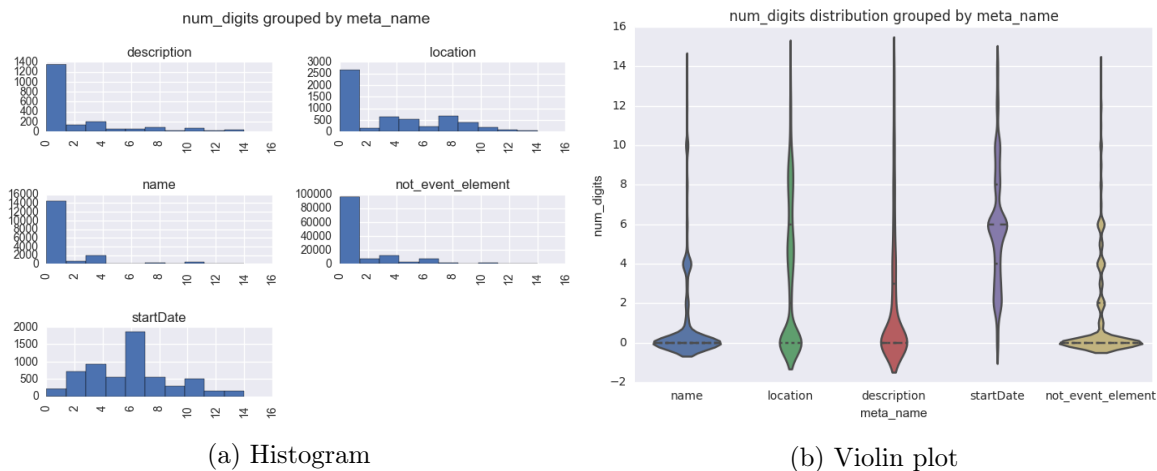 num_digits grouped by meta_name
description
1400
1200
1000
800
600
400
200
0
0 2 4 6 8 10 12 14 16
location
3000
2500
2000
1500
1000
500
0
0 2 4 6 8 10 12 14 16
name
16000
14000
12000
10000
8000
6000
4000
2000
0
0 2 4 6 8 10 12 14 16
not_event_element
100000
80000
60000
40000
20000
0
0 2 4 6 8 10 12 14 16
startDate
2000
1500
1000
500
0
0 2 4 6 8 10 12 14 16
(a) Histogram
num_digits distribution grouped by meta_name
16
14
12
10
8
6
4
2
0
−2
num_digits
name location description startDate not_event_element
meta_name
(b) Violin plot